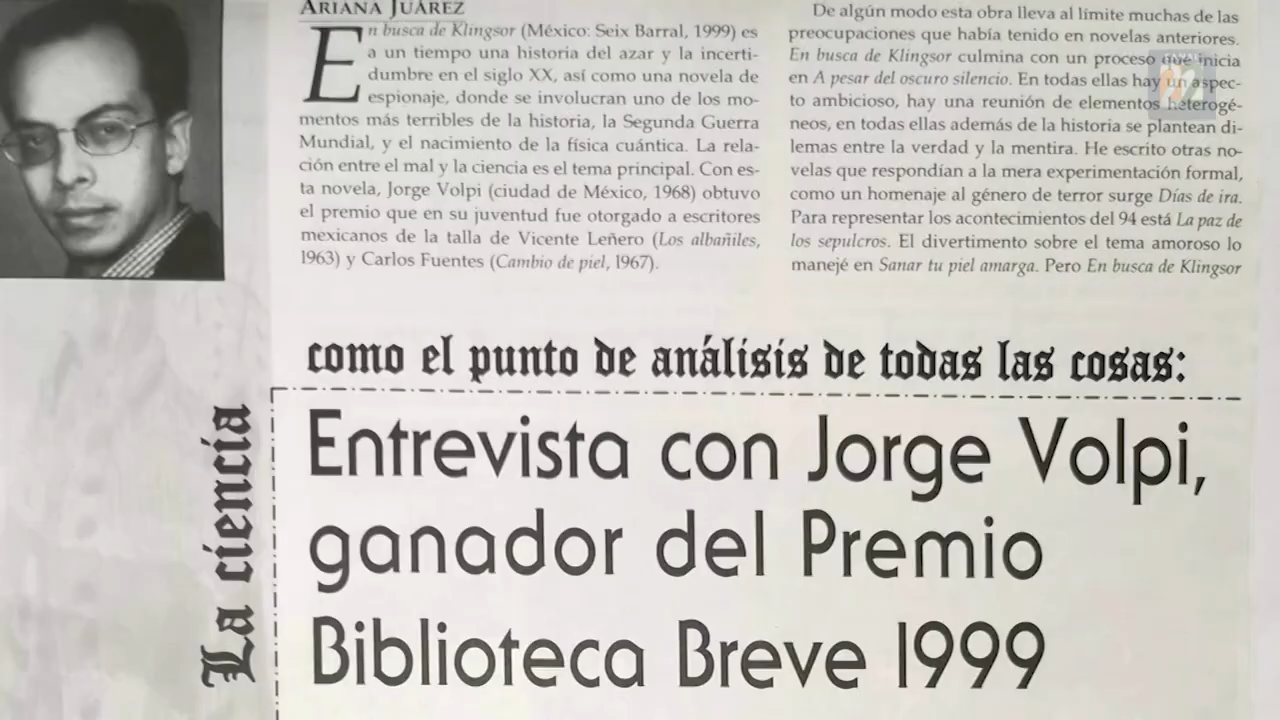 ARIANA JUÁREZ
En busca de Klingsor (México: Seix Barral, 1999) es
a un tiempo una historia del azar y la incerti-
dumbre en el siglo XX, así como una novela de
espionaje, donde se involucran uno de los mo-
mentos más terribles de la historia, la Segunda Guerra
Mundial, y el nacimiento de la física cuántica. La rela-
ción entre el mal y la ciencia es el tema principal. Con es-
ta novela, Jorge Volpi (ciudad de México, 1968) obtuvo
el premio que en su juventud fue otorgado a escritores
mexicanos de la talla de Vicente Leñero (Los albañiles,
1963) y Carlos Fuentes (Cambio de piel, 1967).
De algún modo esta obra lleva al límite muchas de las
preocupaciones que había tenido en novelas anteriores.
En busca de Klingsor culmina con un proceso que inicia
en A pesar del oscuro silencio. En todas ellas hay un aspec-
to ambicioso, hay una reunión de elementos heterogé-
neos, en todas ellas además de la historia se plantean di-
lemas entre la verdad y la mentira. He escrito otras no-
velas que respondían a la mera experimentación formal,
como un homenaje al género de terror surge Días de ira.
Para representar los acontecimientos del 94 está La paz de
los sepulcros. El divertimento sobre el tema amoroso lo
manejé en Sanar tu piel amarga. Pero En busca de Klingsor
La ciencia
como el punto de análisis de todas las cosas:
Entrevista con Jorge Volpi,
ganador del Premio
Biblioteca Breve 1999
CANAL
22